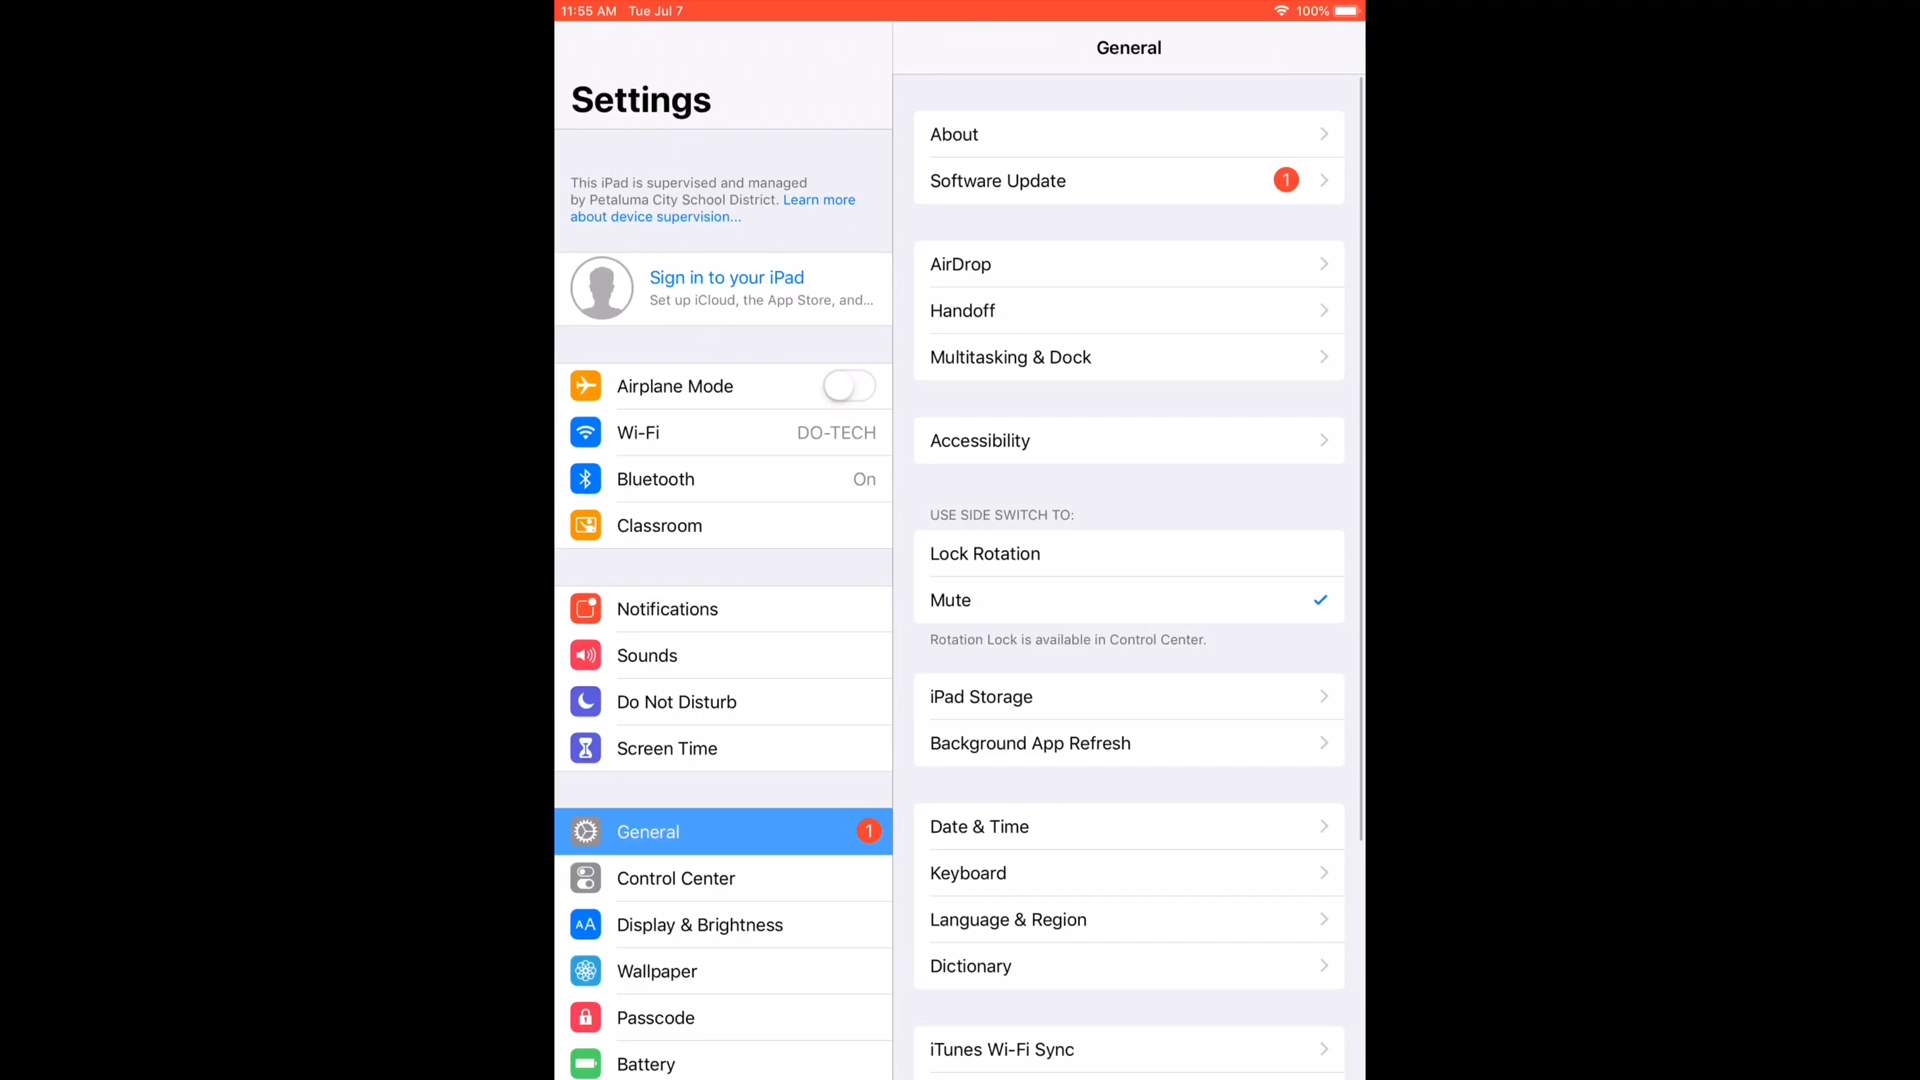 11:55 AM Tue Jul 7
100%
Settings
This iPad is supervised and managed
by Petaluma City School District. Learn more
about device supervision...
Sign in to your iPad
Set up iCloud, the App Store, and...
Airplane Mode
Wi-Fi DO-TECH
Bluetooth On
Classroom
Notifications
Sounds
Do Not Disturb
Screen Time
General 1
Control Center
AA Display & Brightness
Wallpaper
Passcode
Battery
General
About
Software Update 1
AirDrop
Handoff
Multitasking & Dock
Accessibility
USE SIDE SWITCH TO:
Lock Rotation
Mute
Rotation Lock is available in Control Center.
iPad Storage
Background App Refresh
Date & Time
Keyboard
Language & Region
Dictionary
iTunes Wi-Fi Sync